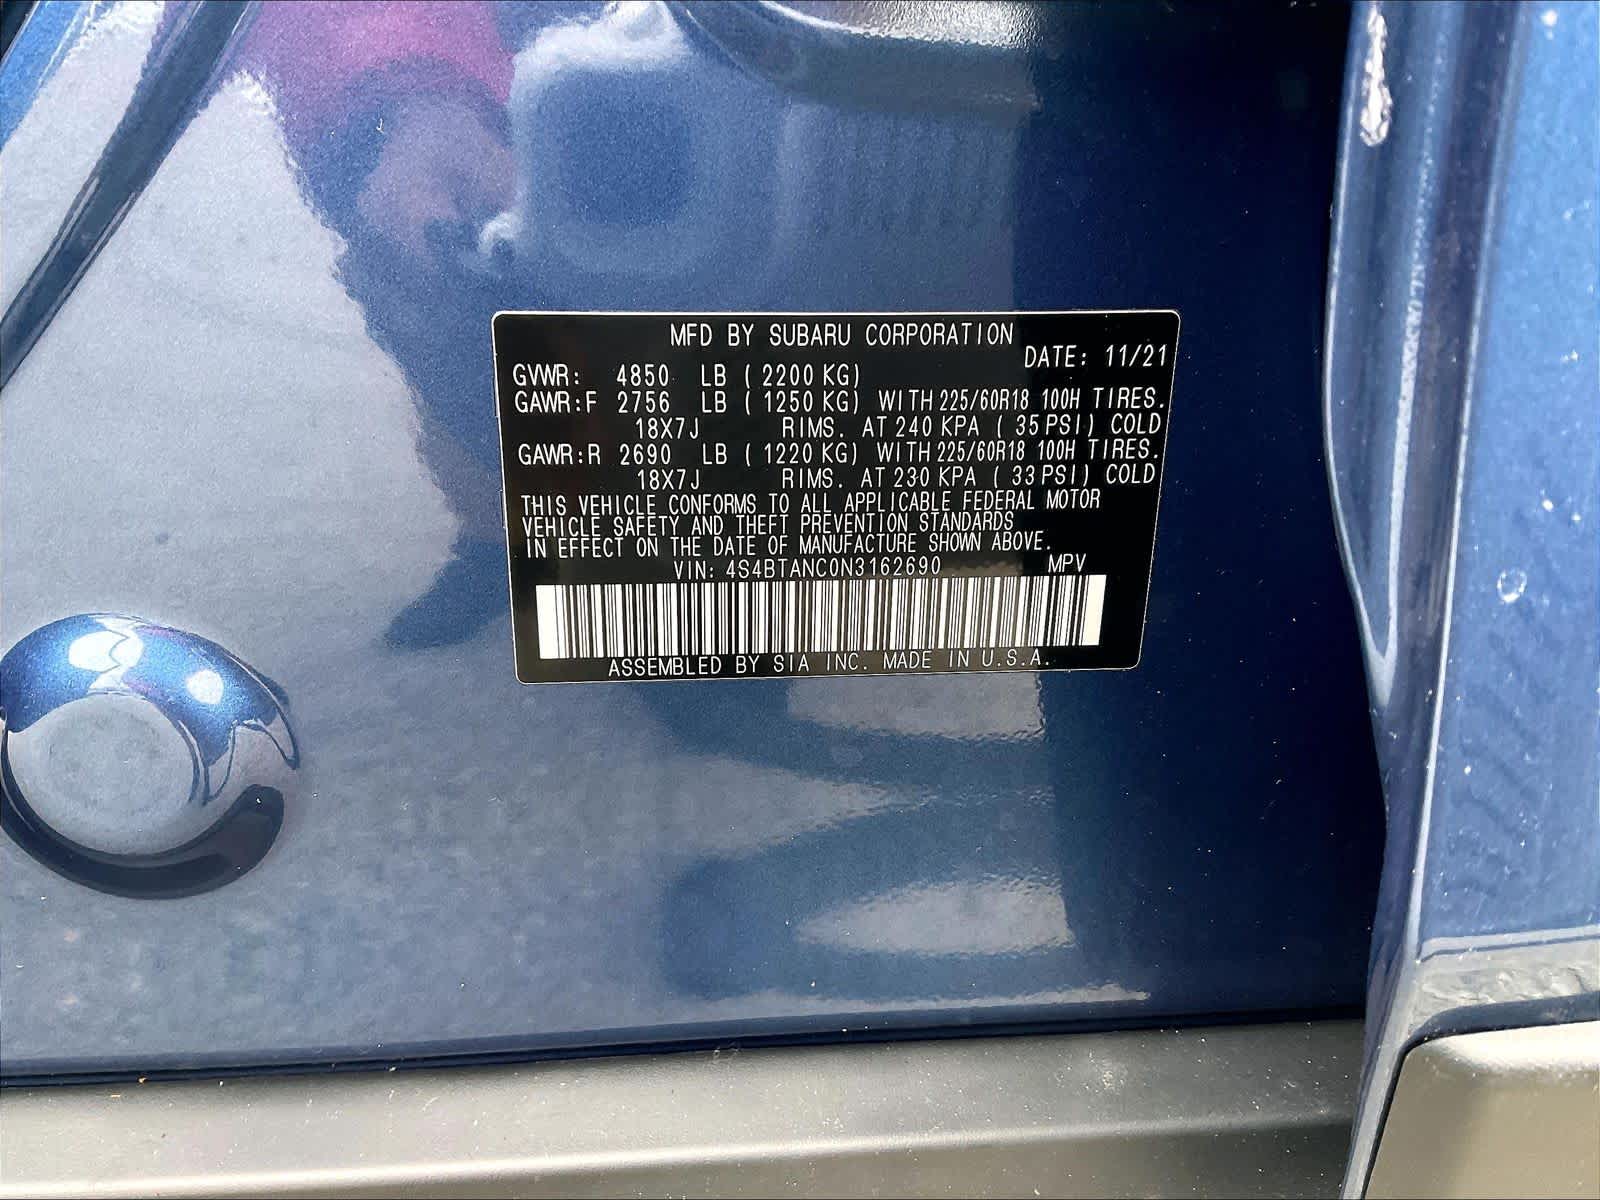 MFD BY SUBARU CORPORATION
DATE: 11/21
GVWR: 4850 LB ( 2200 KG)
GAWR:F 2756 LB ( 1250 KG) WITH 225/60R18 100H TIRES.
18X7J RIMS. AT 240 KPA ( 35 PSI) COLD
GAWR:R 2690 LB ( 1220 KG) WITH 225/60R18 100H TIRES.
18X7J RIMS. AT 230 KPA ( 33 PSI) COLD
THIS VEHICLE CONFORMS TO ALL APPLICABLE FEDERAL MOTOR
VEHICLE SAFETY AND THEFT PREVENTION STANDARDS
IN EFFECT ON THE DATE OF MANUFACTURE SHOWN ABOVE.
VIN: 4S4BTANC0N3162690 MPV
ASSEMBLED BY SIA INC. MADE IN U.S.A.